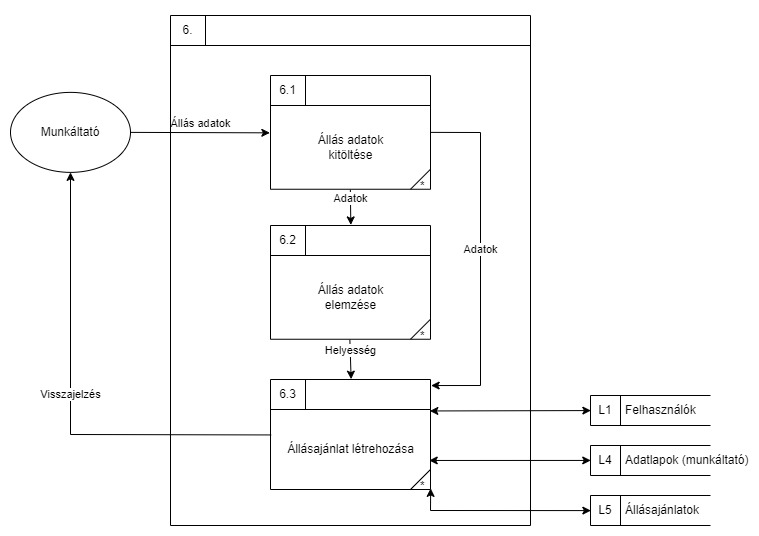 6.
6.1
Állás adatok
kitöltése
*
Munkáltató
Állás adatok
Adatok
6.2
Állás adatok
elemzése
*
Adatok
Helyesség
6.3
Állásajánlat létrehozása
*
Visszajelzés
L1 Felhasználók
L4 Adatlapok (munkáltató)
L5 Állásajánlatok